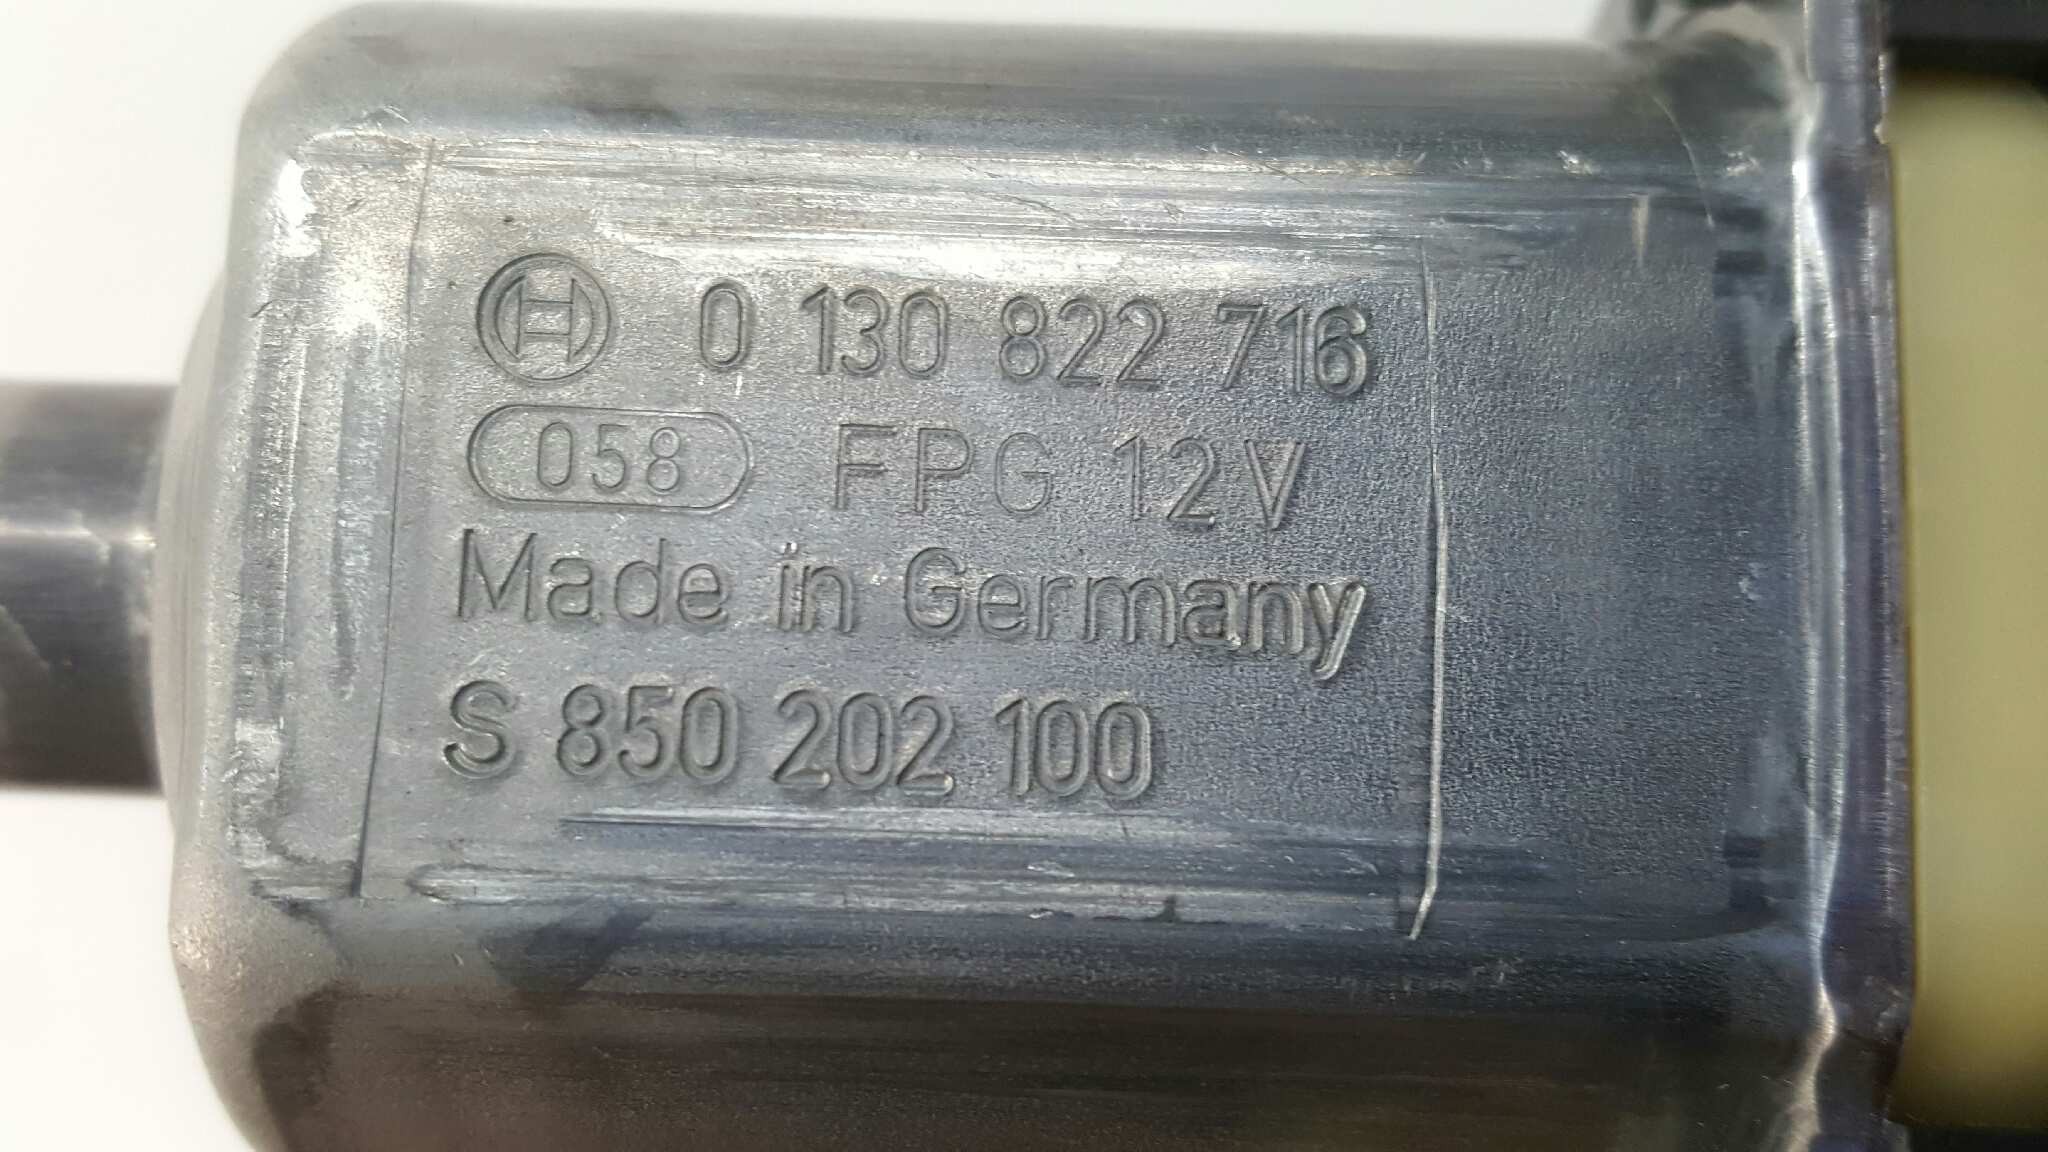 0 130 822 716
058 FPG 12V
Made in Germany
S 850 202 100